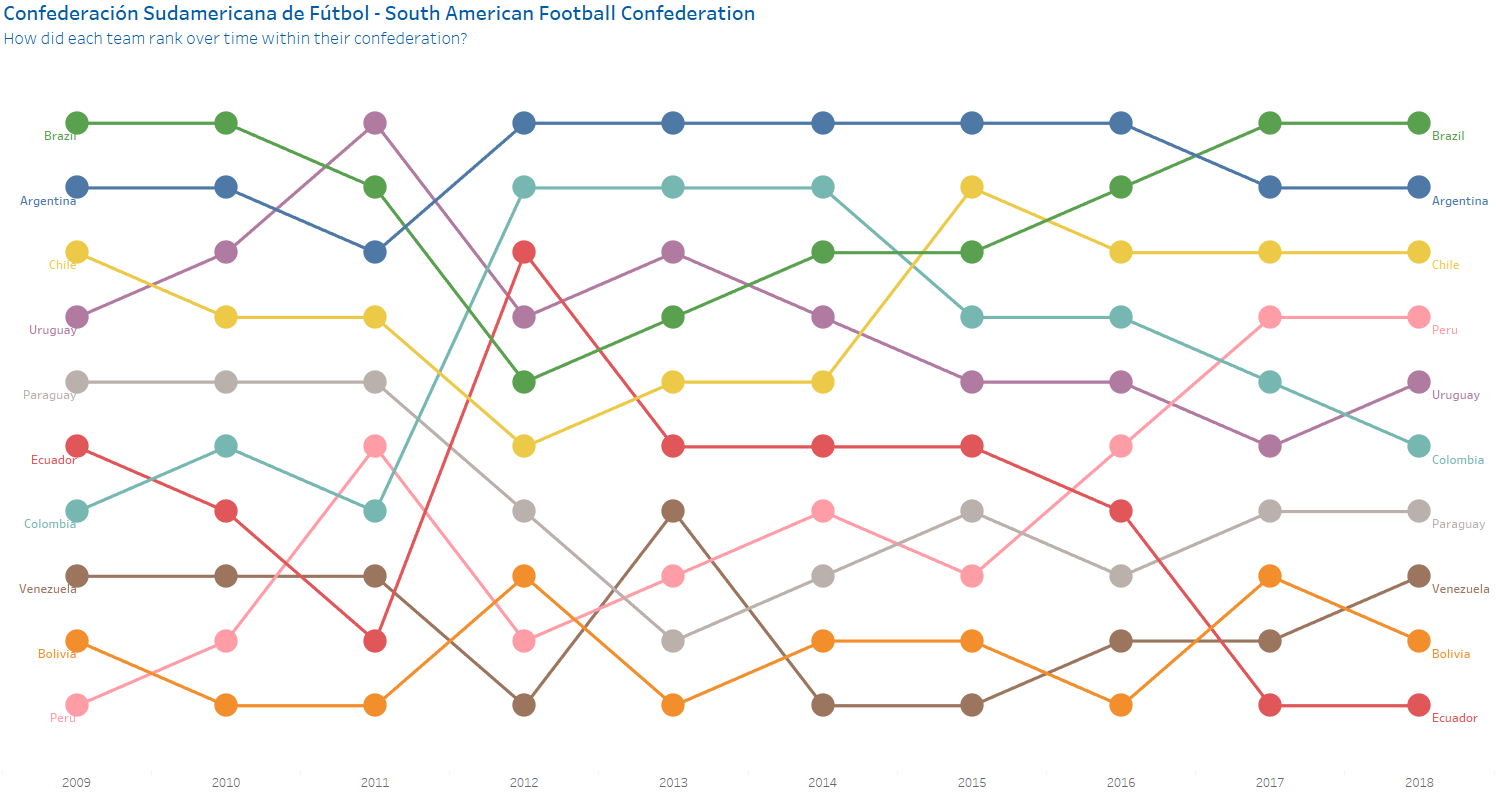 Confederación Sudamericana de Fútbol - South American Football Confederation
How did each team rank over time within their confederation?
Brazil Brazil
Argentina Argentina
Chile Chile
Uruguay Peru
Paraguay Uruguay
Ecuador Colombia
Colombia Paraguay
Venezuela Venezuela
Bolivia Bolivia
Peru Ecuador
2009 2010 2011 2012 2013 2014 2015 2016 2017 2018